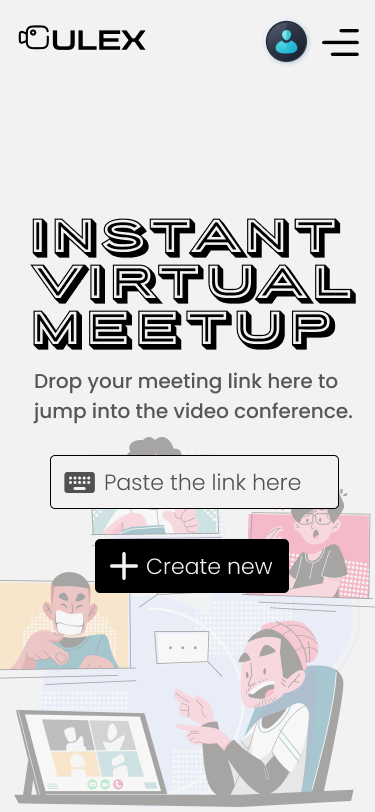 OULEX
INSTANT
VIRTUAL
MEETUP
Drop your meeting link here to
jump into the video conference.
Paste the link here
Create new